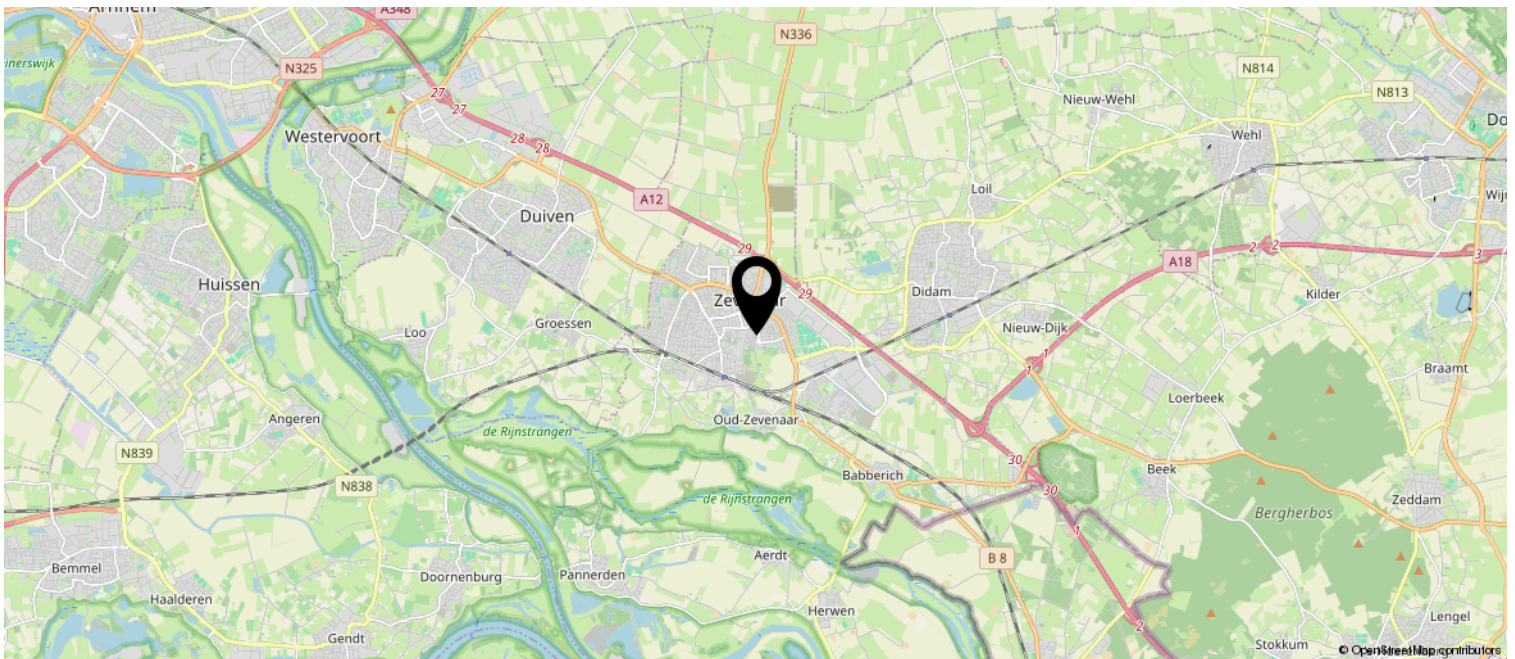 Arnhem
A348
N336
N325
27
27
N814
N813
Nieuw-Wehl
Westervoort
28
28
Wehl
Do
A12
Loil
Wijn
Duiven
29
A18
2
2
3
Huissen
Zevenaar
29
Didam
Kilder
Loo
Groessen
Nieuw-Dijk
1
1
Braamt
Loerbeek
Angeren
Oud-Zevenaar
de Rijnstrangen
N839
30
Babberich
Beek
N838
30
de Rijnstrangen
Zeddam
Bergherbos
1
Aerdt
B 8
Bemmel
Doornenburg
Pannerden
Haalderen
Herwen
Lengel
2
Gendt
Stokkum
© OpenStreetMap contributors